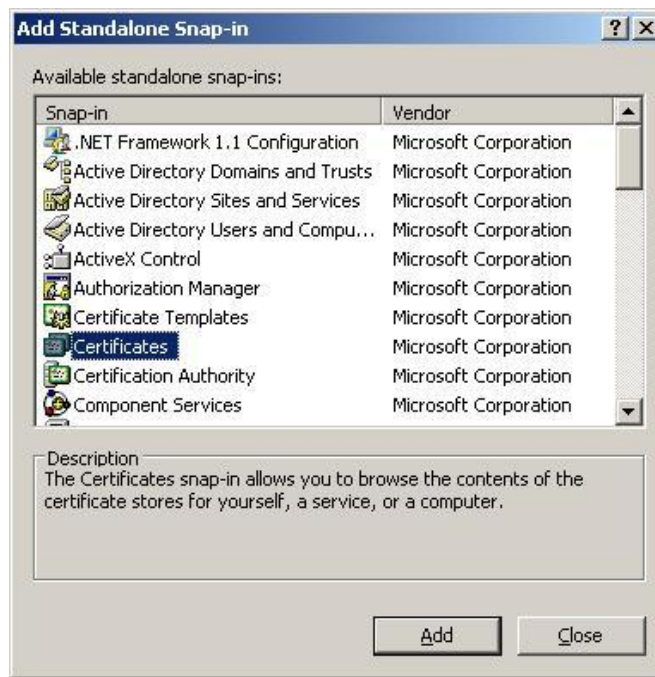 Add Standalone Snap-in
Available standalone snap-ins:
Snap-in Vendor
.NET Framework 1.1 Configuration Microsoft Corporation
Active Directory Domains and Trusts Microsoft Corporation
Active Directory Sites and Services Microsoft Corporation
Active Directory Users and Compu... Microsoft Corporation
ActiveX Control Microsoft Corporation
Authorization Manager Microsoft Corporation
Certificate Templates Microsoft Corporation
Certificates Microsoft Corporation
Certification Authority Microsoft Corporation
Component Services Microsoft Corporation
Description
The Certificates snap-in allows you to browse the contents of the
certificate stores for yourself, a service, or a computer.
Add Close